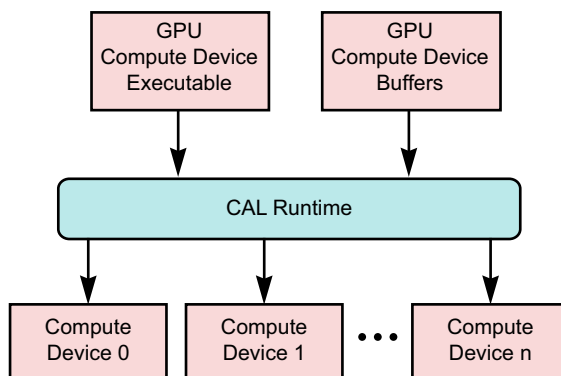 GPU
Compute Device
Executable
GPU
Compute Device
Buffers
CAL Runtime
Compute
Device 0
Compute
Device 1
Compute
Device n